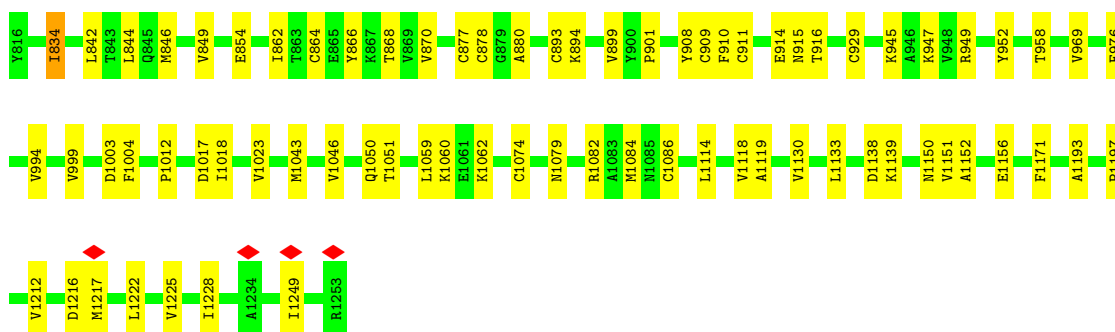 Y816 I834 L842 T843 L844 Q845 M846 V849 E854 I862 T863 C864 E865 Y866 K867 T868 V869 V870 C877 C878 G879 A880 C893 K894 V899 Y900 P901 Y908 C909 F910 C911 E914 N915 T916 C929 K945 A946 K947 V948 R949 Y952 T958 V969
V994 V999 D1003 F1004 P1012 D1017 I1018 V1023 M1043 V1046 Q1050 T1051 L1059 K1060 E1061 K1062 C1074 N1079 R1082 A1083 M1084 N1085 C1086 L1114 V1118 A1119 V1130 L1133 D1138 K1139 N1150 V1151 A1152 E1156 F1171 A1193
V1212 D1216 M1217 L1222 V1225 I1228 A1234 I1249 R1253